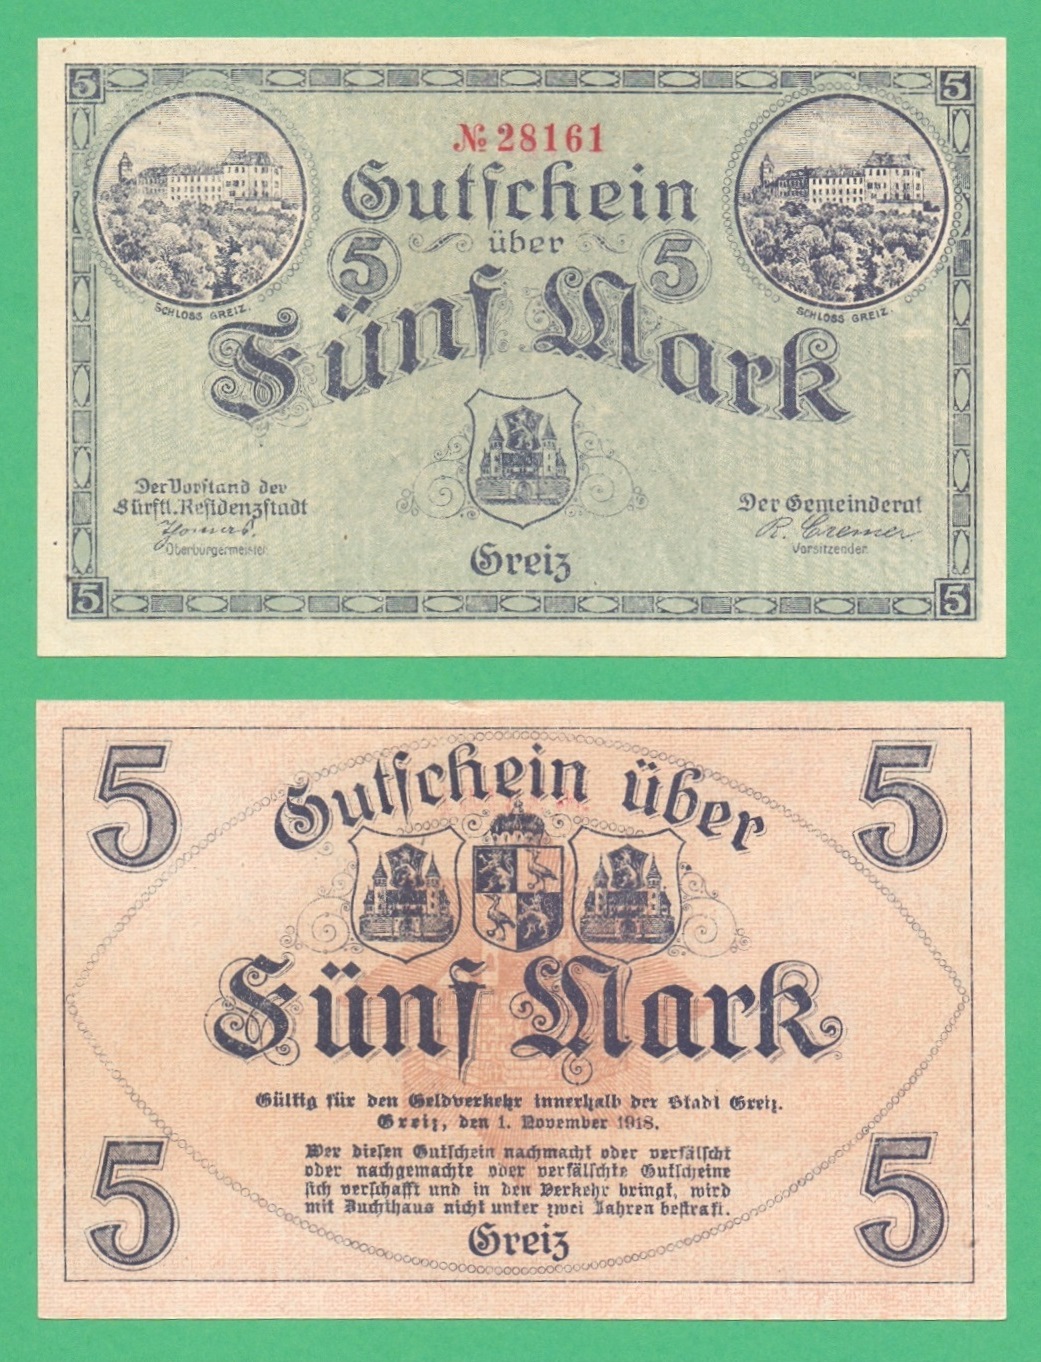 5
5
№ 28161
Gutschein
5 über 5
Fünf Mark
SCHLOSS GREIZ.
SCHLOSS GREIZ.
Der Vorstand der
Fürstl. Residenzstadt
Thomas.
Oberbürgermeister.
Der Gemeinderat
R. Cremer
Vorsitzender.
Greiz
5
5
5
5
Gutschein über
Fünf Mark
Gültig für den Geldverkehr innerhalb der Stadt Greiz.
Greiz, den 1. November 1918.
Wer diesen Gutschein nachmacht oder verfälscht
oder nachgemachte oder verfälschte Gutscheine
sich verschafft und in den Verkehr bringt, wird
mit Zuchthaus nicht unter zwei Jahren bestraft.
5
5
Greiz